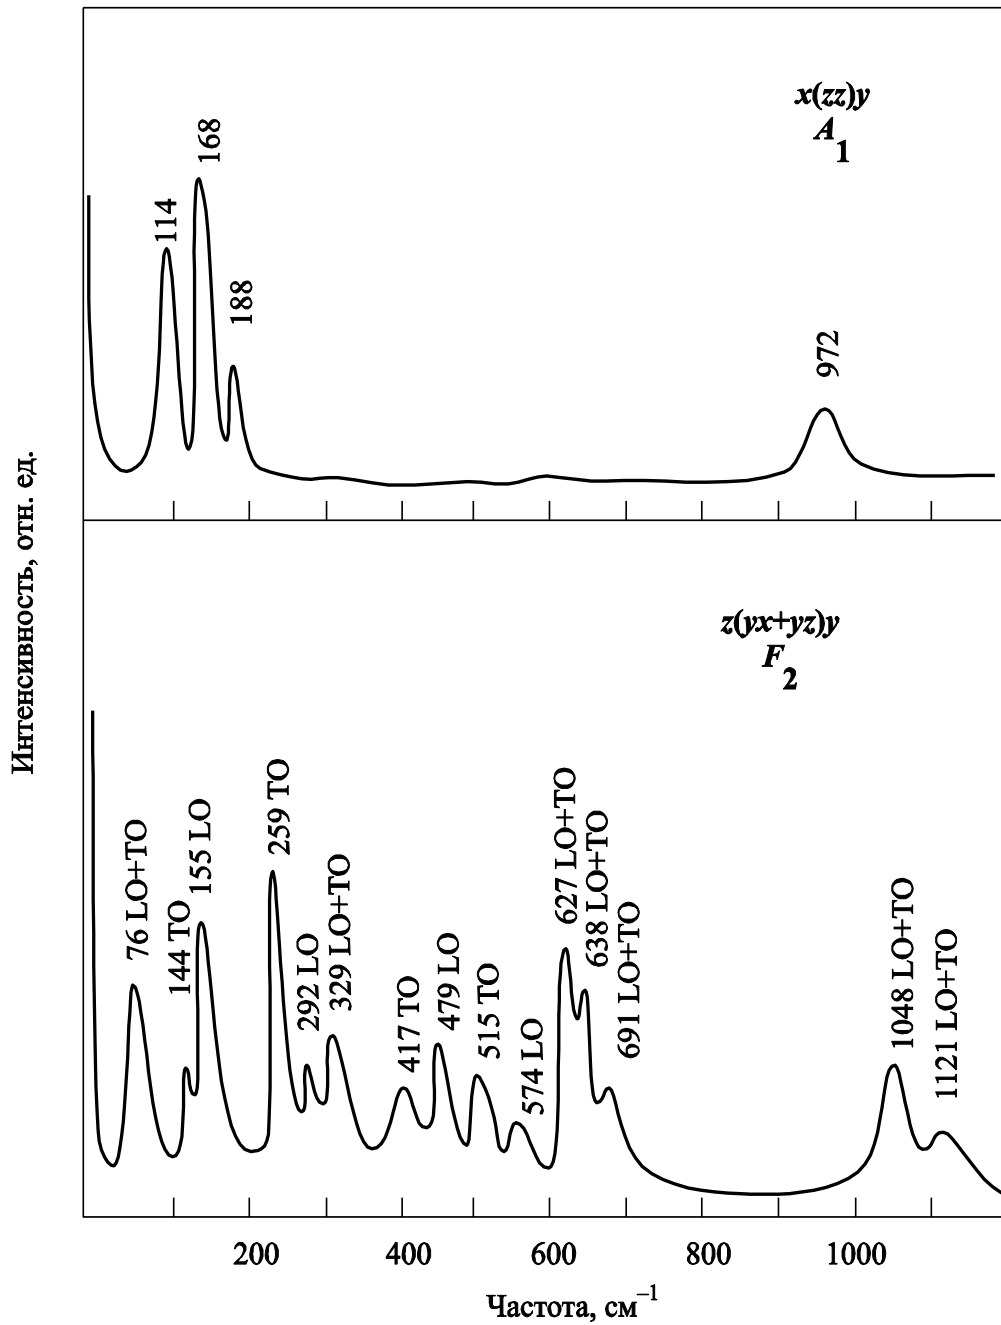 x(zz)y
A1
168
114
188
972
Интенсивность, отн. ед.
z(yx+yz)y
F2
76 LO+TO
144 TO
155 LO
259 TO
292 LO
329 LO+TO
417 TO
479 LO
515 TO
574 LO
627 LO+TO
638 LO+TO
691 LO+TO
1048 LO+TO
1121 LO+TO
200 400 600 800 1000
Частота, см⁻¹